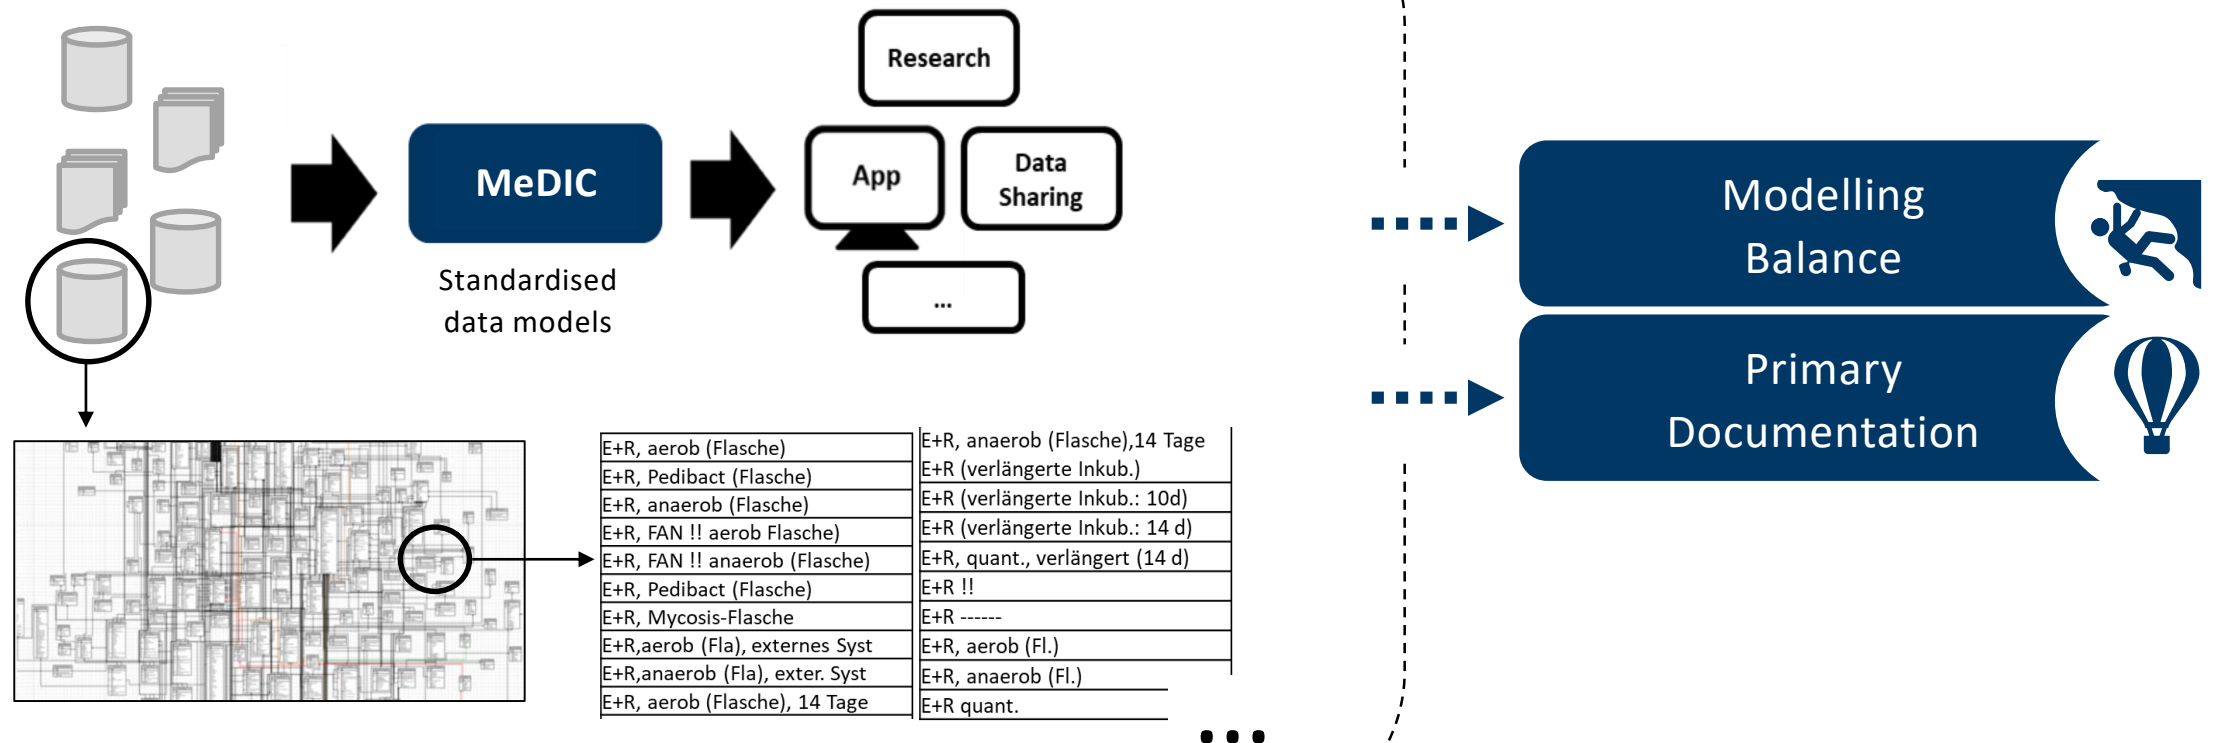 Research
App
Data
Sharing
...
MeDIC
Standardised
data models
E+R, aerob (Flasche)
E+R, Pedibact (Flasche)
E+R, anaerob (Flasche)
E+R, FAN !! aerob Flasche)
E+R, FAN !! anaerob (Flasche)
E+R, Pedibact (Flasche)
E+R, Mycosis-Flasche
E+R,aerob (Fla), externes Syst
E+R,anaerob (Fla), exter. Syst
E+R, aerob (Flasche), 14 Tage
E+R, anaerob (Flasche),14 Tage
E+R (verlängerte Inkub.)
E+R (verlängerte Inkub.: 10d)
E+R (verlängerte Inkub.: 14 d)
E+R, quant., verlängert (14 d)
E+R !!
E+R ------
E+R, aerob (Fl.)
E+R, anaerob (Fl.)
E+R quant.
...
Modelling
Balance
Primary
Documentation